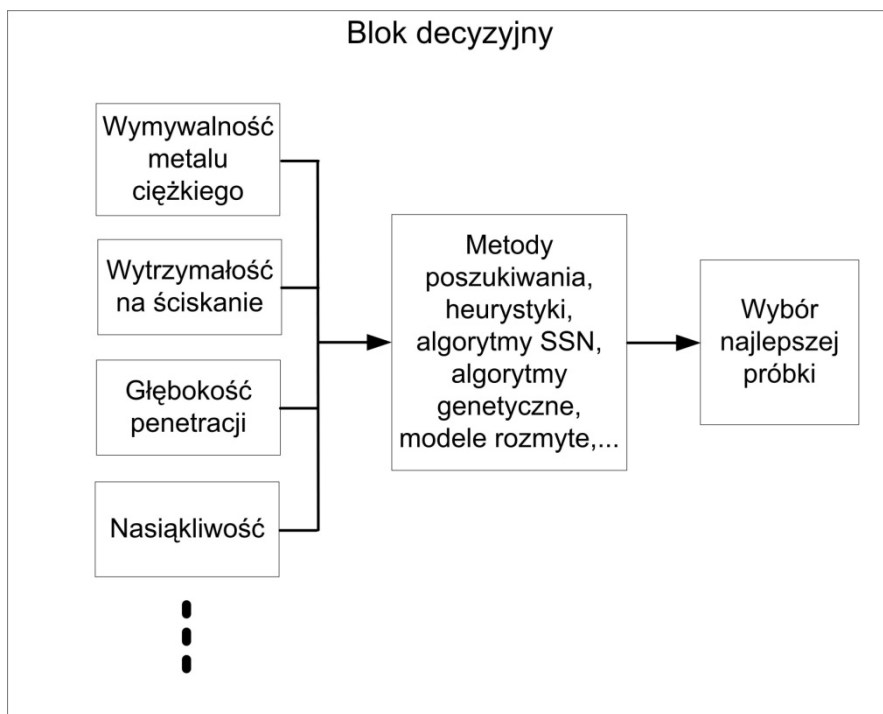 Blok decyzyjny
Wymywalność
metalu
ciężkiego
Wytrzymałość
na ściskanie
Głębokość
penetracji
Nasiąkliwość
Metody
poszukiwania,
heurystyki,
algorytmy SSN,
algorytmy
genetyczne,
modele rozmyte,...
Wybór
najlepszej
próbki